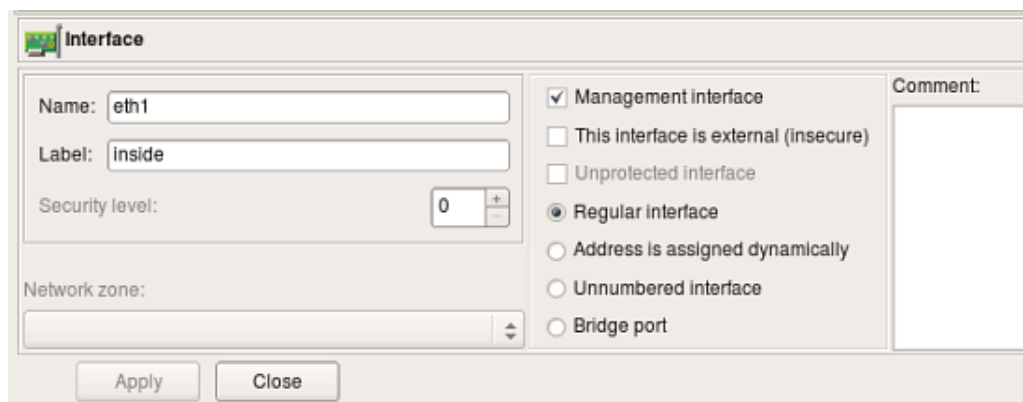 Interface
Name: eth1
Label: inside
Security level: 0
Network zone:
Management interface
This interface is external (insecure)
Unprotected interface
Regular interface
Address is assigned dynamically
Unnumbered interface
Bridge port
Comment:
Apply Close